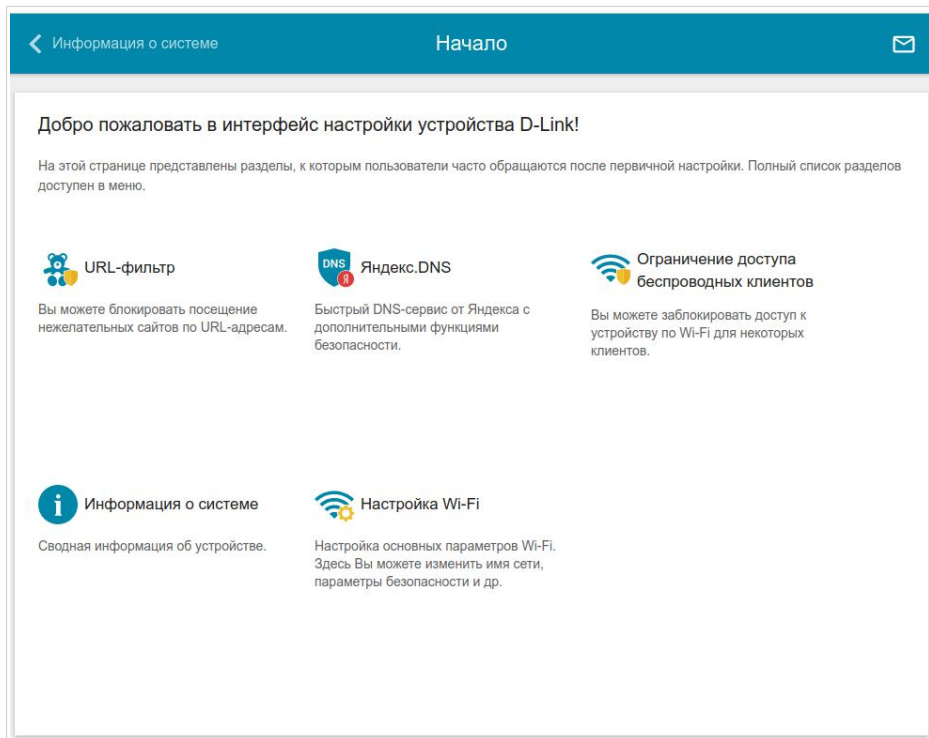 Информация о системе
Начало
Добро пожаловать в интерфейс настройки устройства D-Link!
На этой странице представлены разделы, к которым пользователи часто обращаются после первичной настройки. Полный список разделов
доступен в меню.
URL-фильтр
Вы можете блокировать посещение
нежелательных сайтов по URL-адресам.
DNS
Я
Яндекс.DNS
Быстрый DNS-сервис от Яндекса с
дополнительными функциями
безопасности.
Ограничение доступа
беспроводных клиентов
Вы можете заблокировать доступ к
устройству по Wi-Fi для некоторых
клиентов.
i
Информация о системе
Сводная информация об устройстве.
Настройка Wi-Fi
Настройка основных параметров Wi-Fi.
Здесь Вы можете изменить имя сети,
параметры безопасности и др.